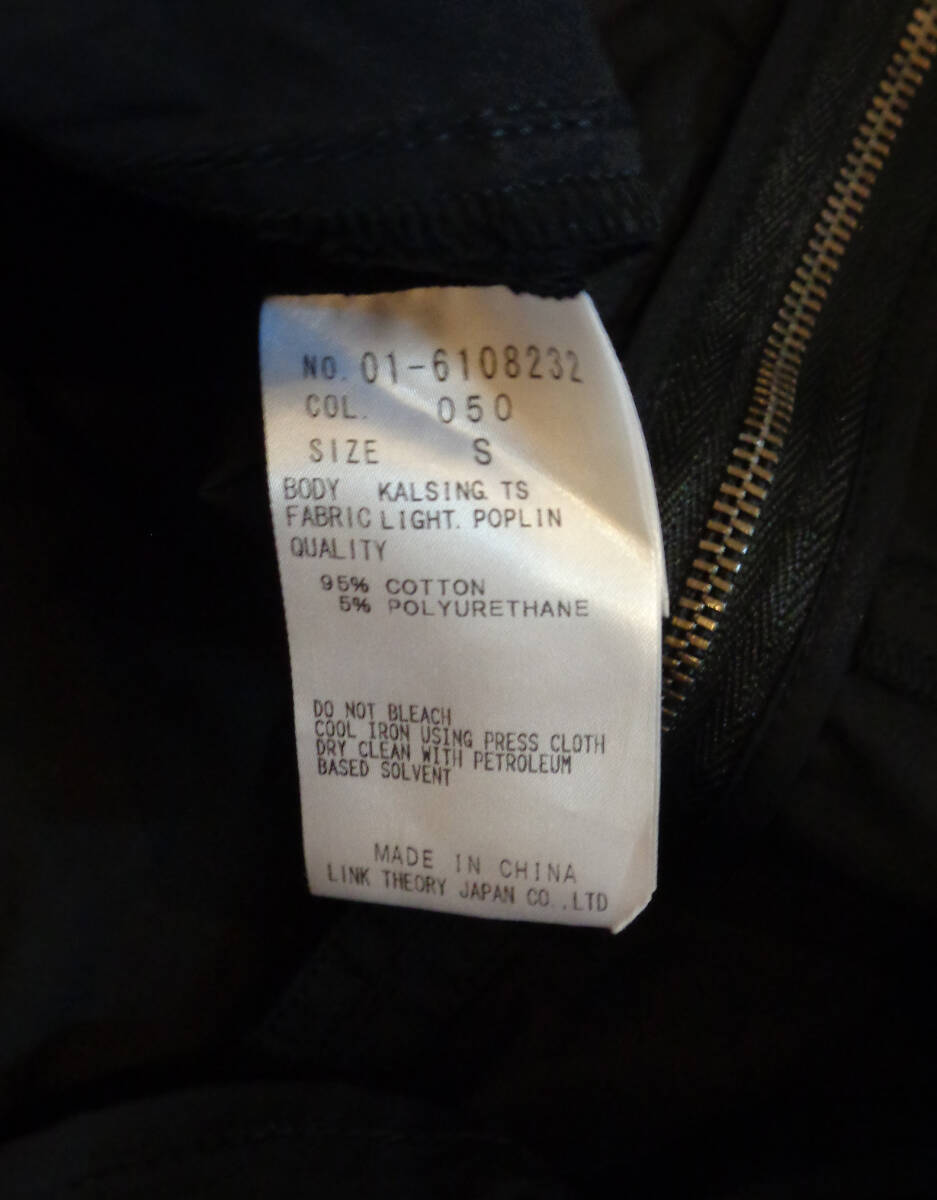 NO. 01-6108232
COL. 050
SIZE S
BODY KALSING. TS
FABRIC LIGHT. POPLIN
QUALITY
95% COTTON
5% POLYURETHANE
DO NOT BLEACH
COOL IRON USING PRESS CLOTH
DRY CLEAN WITH PETROLEUM
BASED SOLVENT
MADE IN CHINA
LINK THEORY JAPAN CO.,LTD